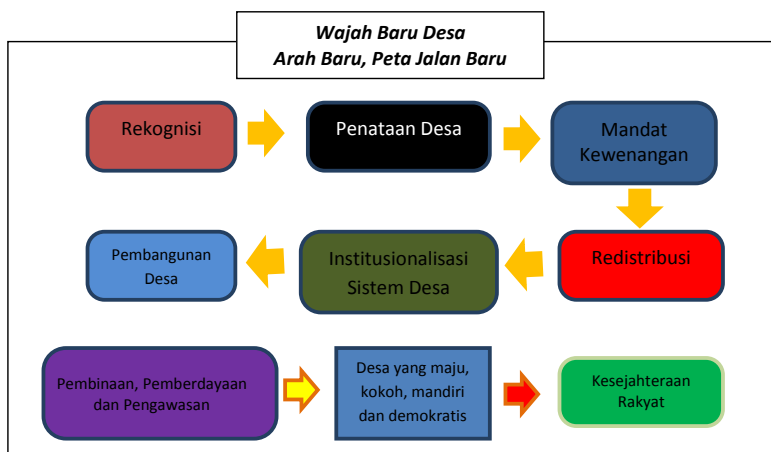 Wajah Baru Desa
Arah Baru, Peta Jalan Baru
Rekognisi
Penataan Desa
Mandat
Kewenangan
Redistribusi
Institusionalisasi
Sistem Desa
Pembangunan
Desa
Pembinaan, Pemberdayaan
dan Pengawasan
Desa yang maju,
kokoh, mandiri
dan demokratis
Kesejahteraan
Rakyat